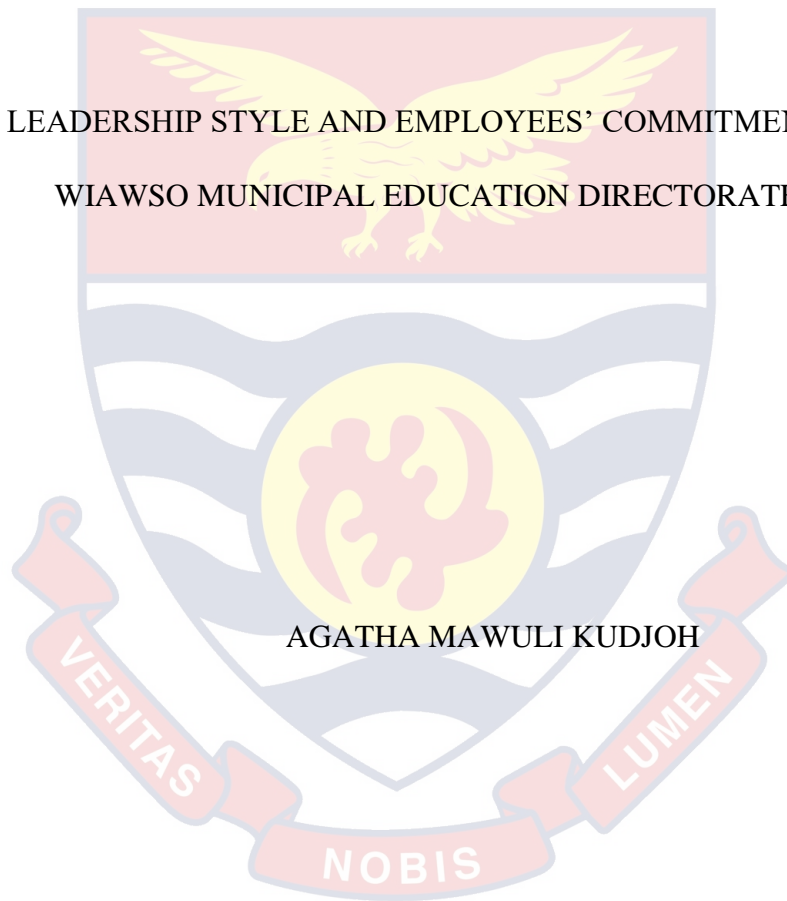 LEADERSHIP STYLE AND EMPLOYEES’ COMMITMEN
WIAWSO MUNICIPAL EDUCATION DIRECTORATE
AGATHA MAWULI KUDJOH
VERITAS
NOBIS
LUMEN